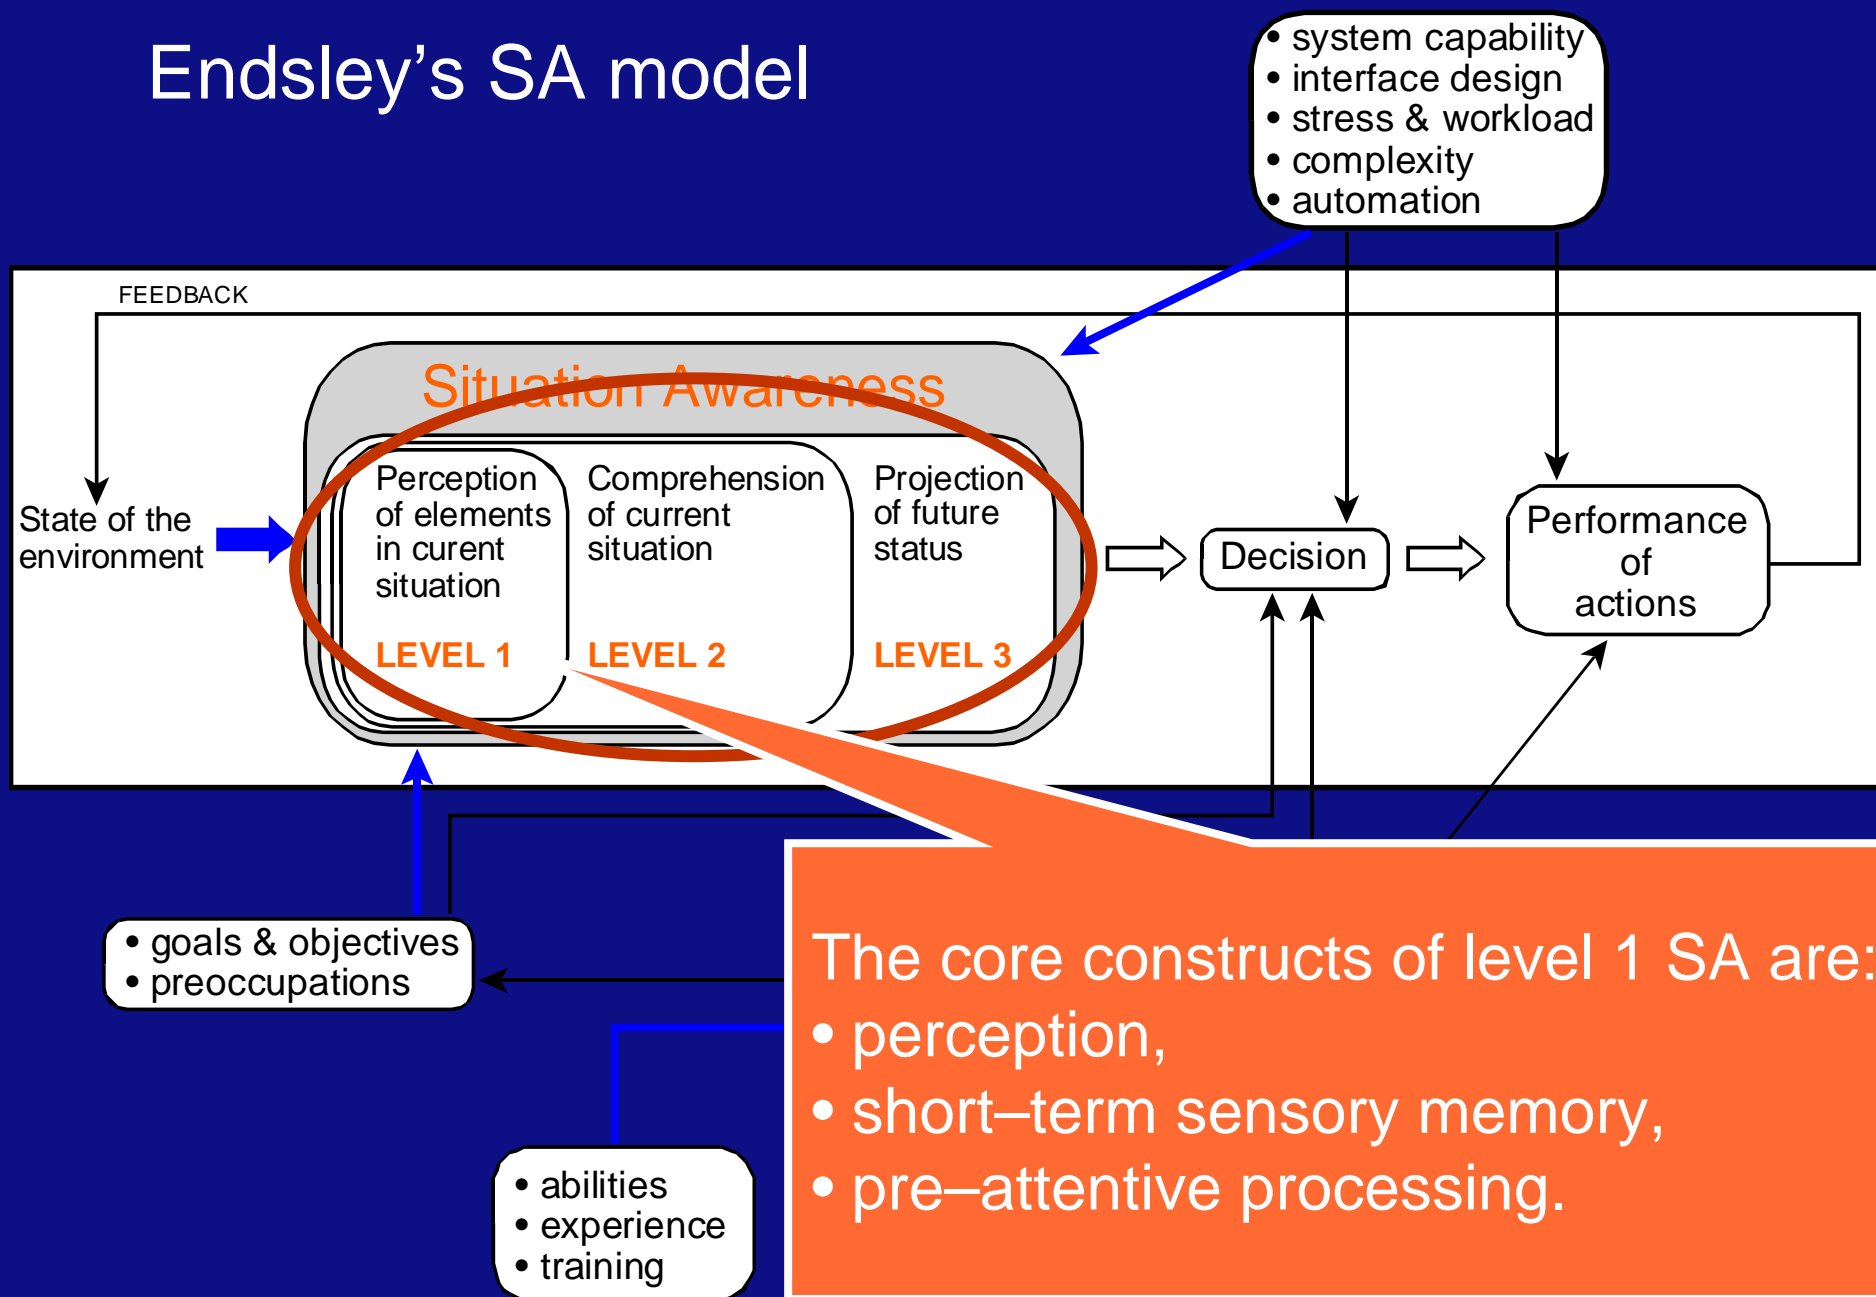 Endsley’s SA model
• system capability
• interface design
• stress & workload
• complexity
• automation
FEEDBACK
Situation Awareness
State of the
environment
Perception
of elements
in curent
situation
LEVEL 1
Comprehension
of current
situation
LEVEL 2
Projection
of future
status
LEVEL 3
Decision
Performance
of
actions
• goals & objectives
• preoccupations
• abilities
• experience
• training
The core constructs of level 1 SA are:
• perception,
• short–term sensory memory,
• pre–attentive processing.